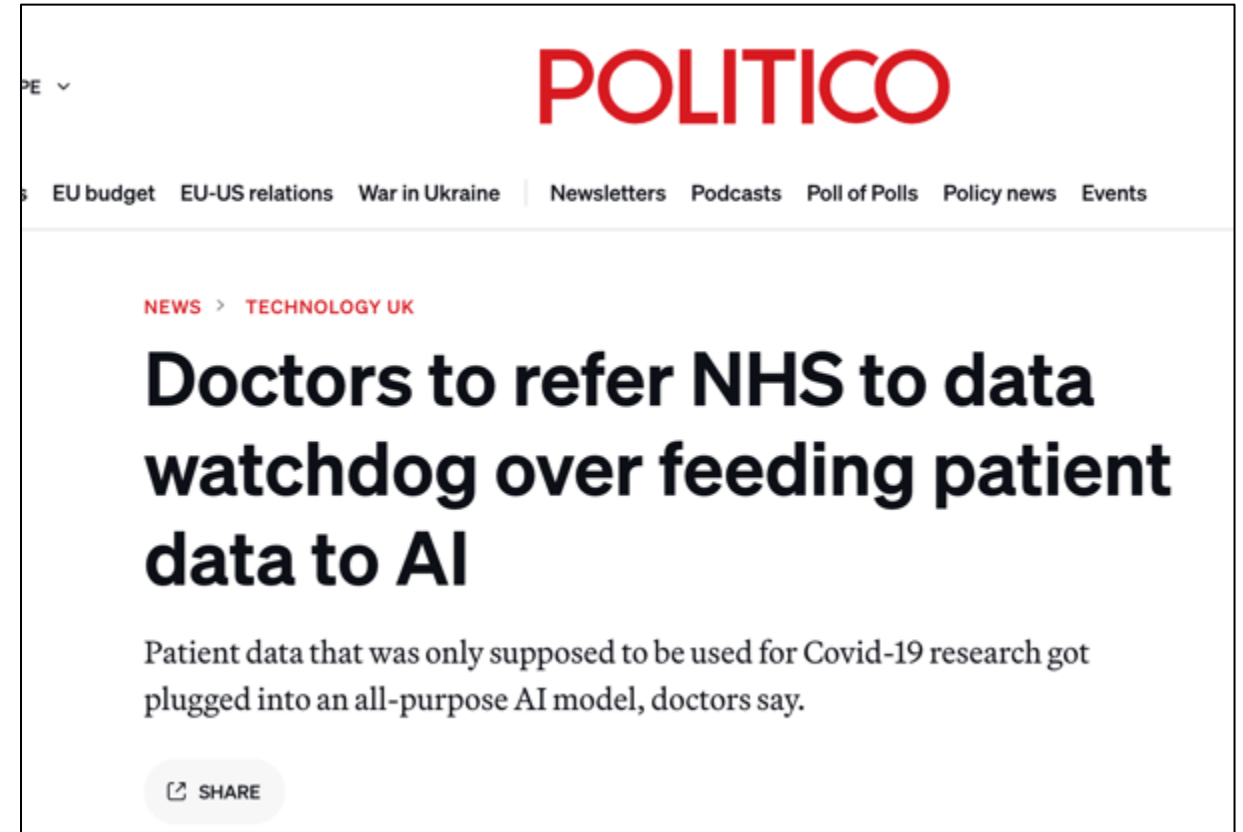 PE
POLITICO
s EU budget EU-US relations War in Ukraine Newsletters Podcasts Poll of Polls Policy news Events
NEWS > TECHNOLOGY UK
Doctors to refer NHS to data
watchdog over feeding patient
data to AI
Patient data that was only supposed to be used for Covid-19 research got
plugged into an all-purpose AI model, doctors say.
SHARE